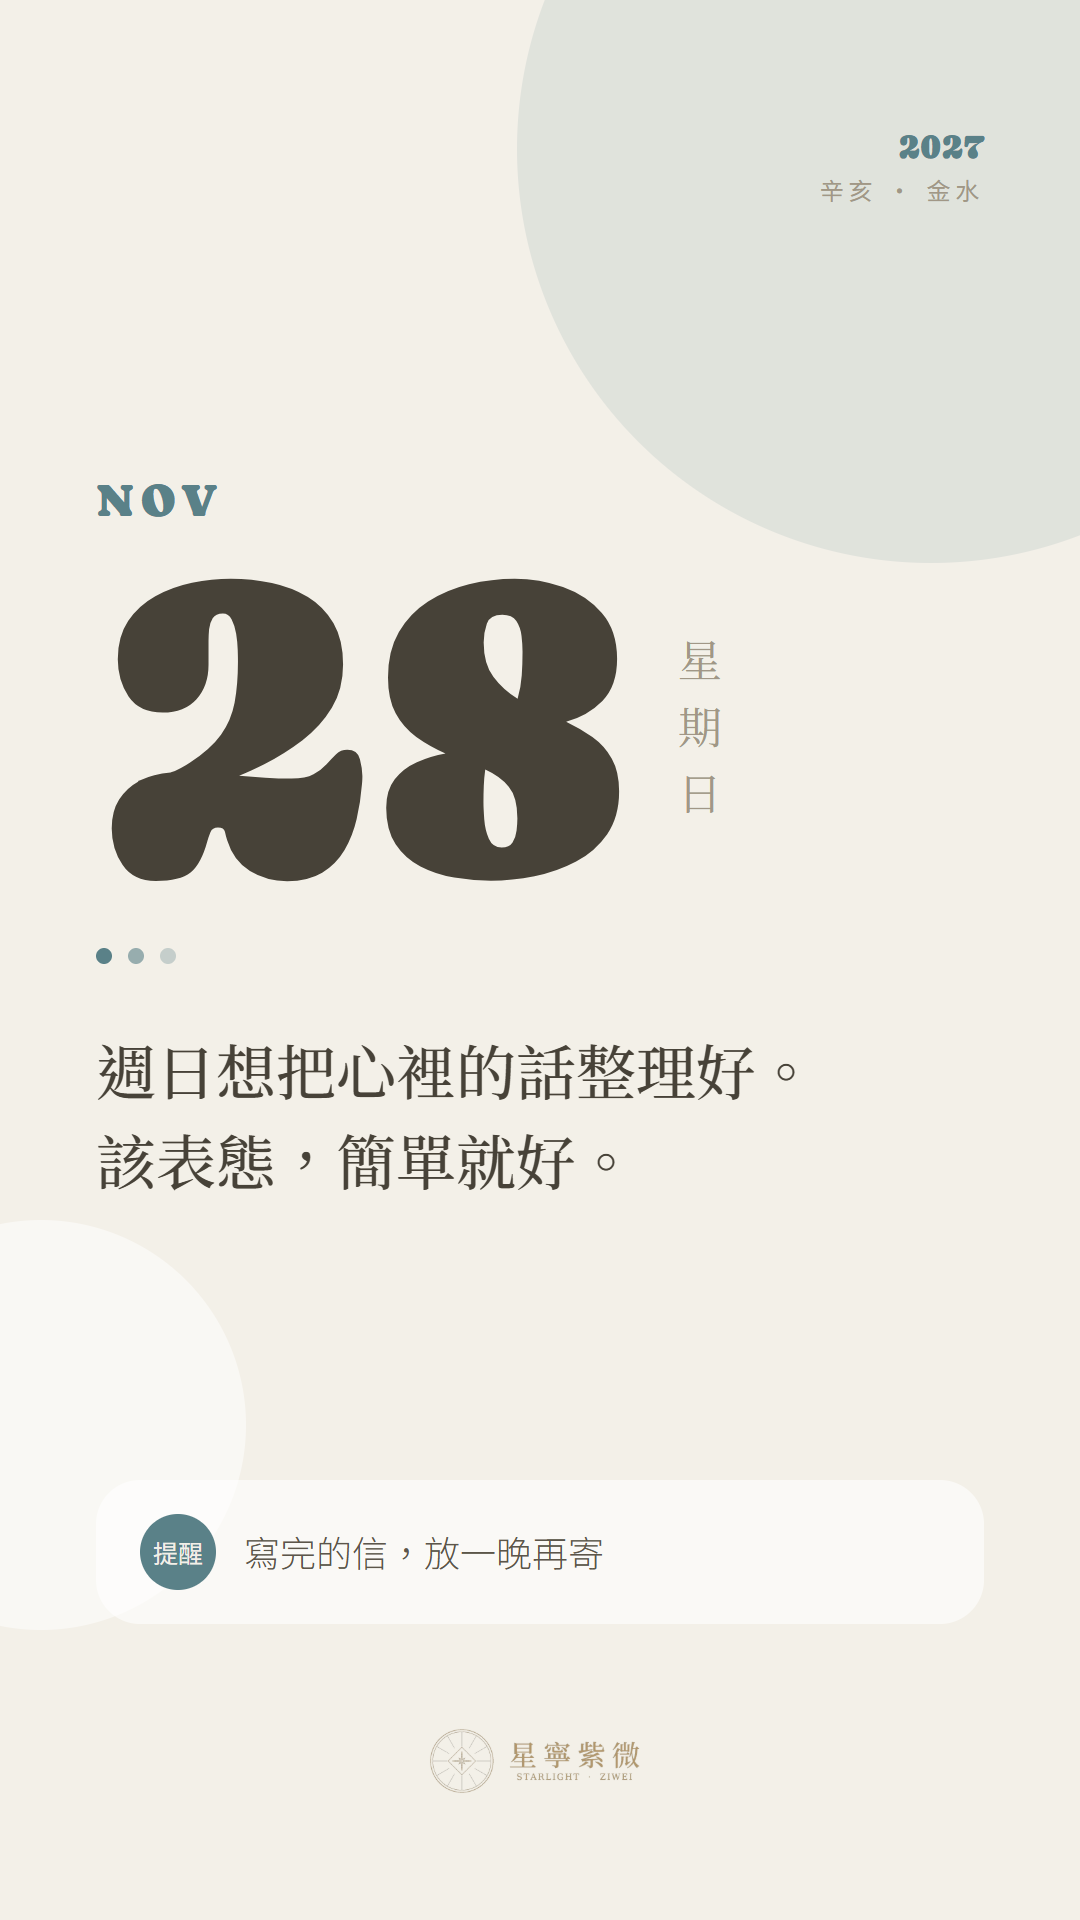 2027
辛亥 · 金水
NOV
28
星期日
週日想把心裡的話整理好。
該表態，簡單就好。
提醒
寫完的信，放一晚再寄
星寧紫微
STARLIGHT · ZIWEI